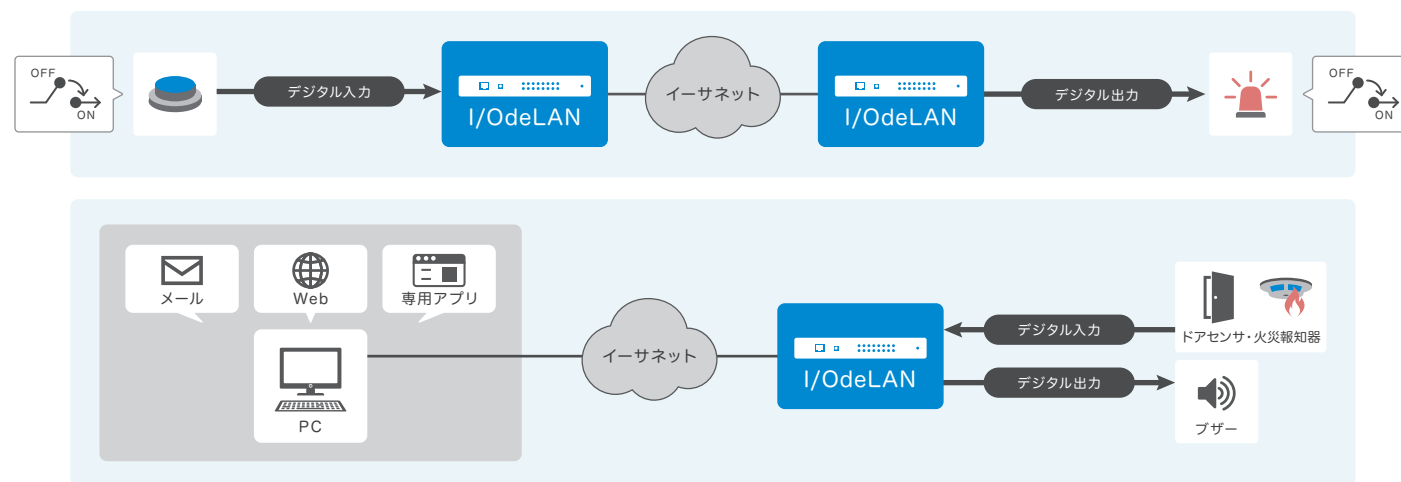 OFF
ON
デジタル入力
I/OdeLAN
イーサネット
I/OdeLAN
デジタル出力
OFF
ON
メール
Web
専用アプリ
PC
イーサネット
I/OdeLAN
デジタル入力
デジタル出力
ドアセンサ・火災報知器
ブザー